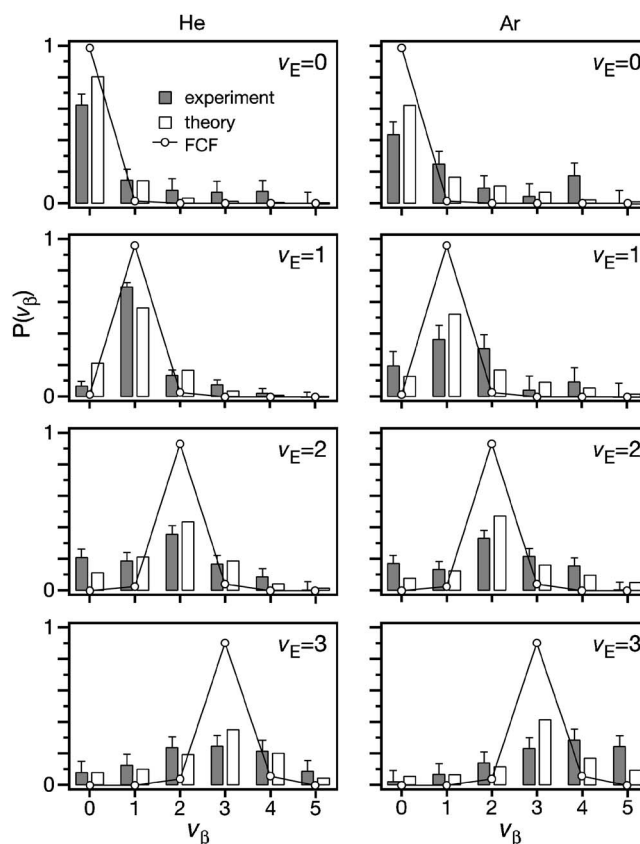 He
Ar
1
0
v_E=0
experiment
theory
FCF
v_E=0
P(v_β)
1
0
v_E=1
v_E=1
1
0
v_E=2
v_E=2
1
0
v_E=3
v_E=3
0 1 2 3 4 5
0 1 2 3 4 5
v_β
v_β